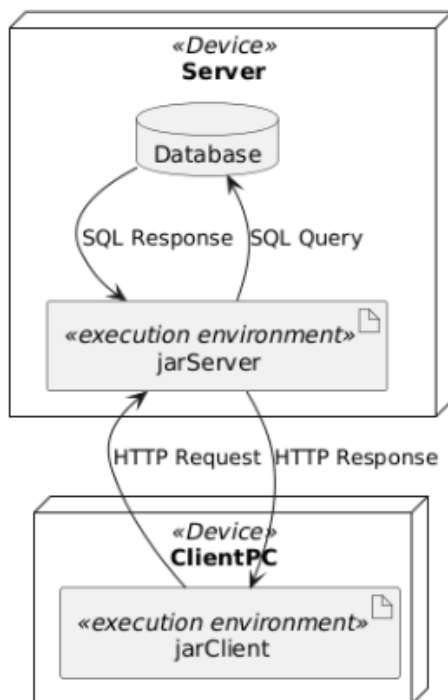 «Device»
Server
Database
SQL Response
SQL Query
«execution environment»
jarServer
HTTP Request
HTTP Response
«Device»
ClientPC
«execution environment»
jarClient